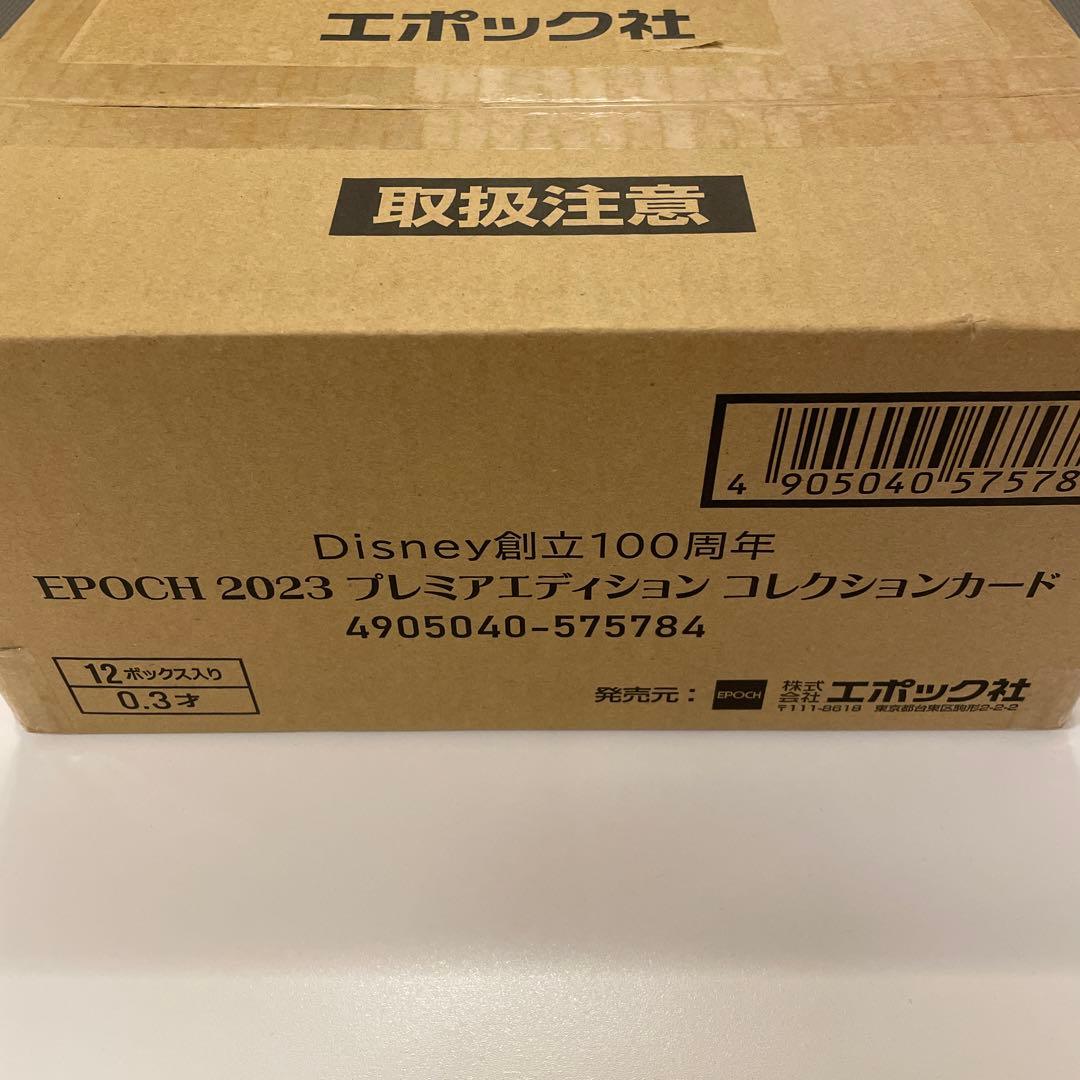 エポック社
取扱注意
4 905040 57578
Disney創立100周年
EPOCH 2023 プレミアエディション コレクションカード
4905040-575784
12ボックス入り
0.3才
発売元: EPOCH 株式会社 エポック社
〒111-8618 東京都台東区駒形2-2-2